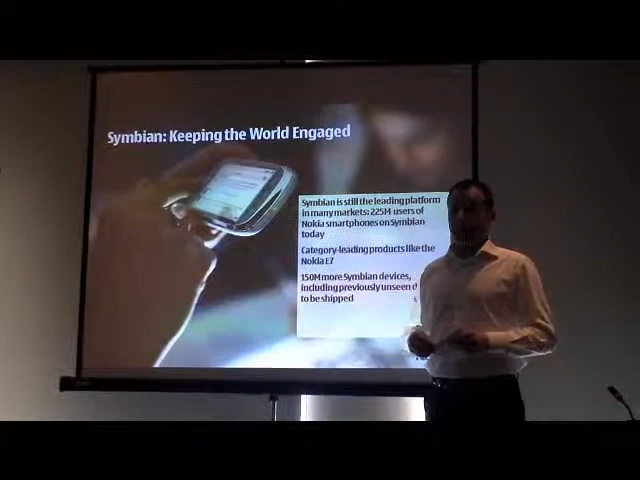 Symbian: Keeping the World Engaged
Symbian is still the leading platform
in many markets: 225M users of
Nokia smartphones on Symbian
today
Category-leading products like the
Nokia E7
150M more Symbian devices,
including previously unseen
to be shipped